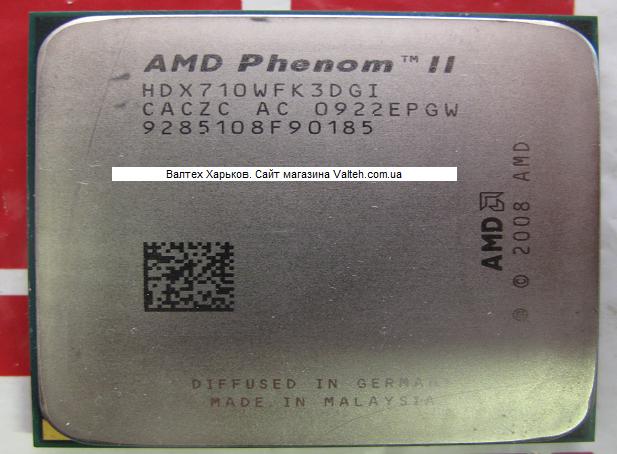 AMD Phenom™ II
HDX710WFK3DGI
CACZC AC 0922EPGW
9285108F90185
Валтех Харьков. Сайт магазина Valteh.com.ua
AMD
© 2008 AMD
DIFFUSED IN GERMANY
MADE IN MALAYSIA